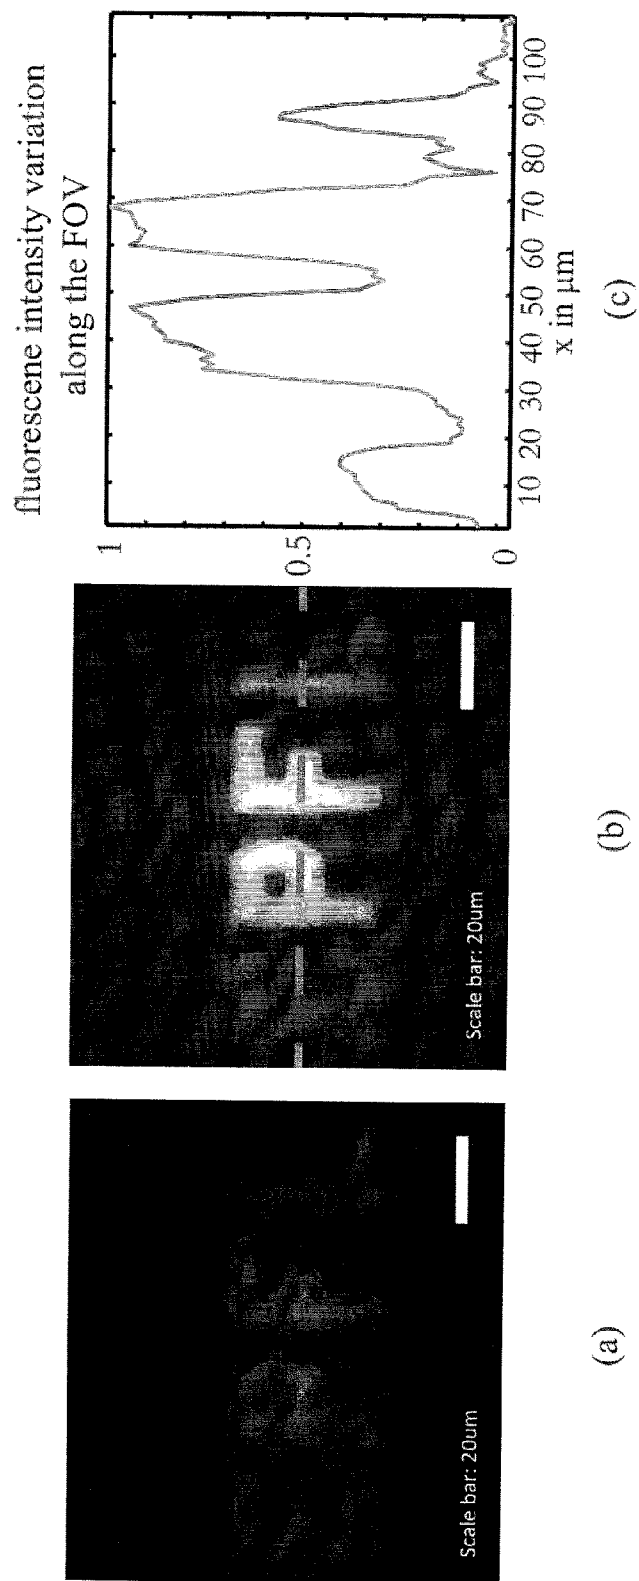 Scale bar: 20um
(a)
EPFL
Scale bar: 20um
(b)
fluorescene intensity variation
along the FOV
1
0.5
0
10 20 30 40 50 60 70 80 90 100
x in μm
(c)